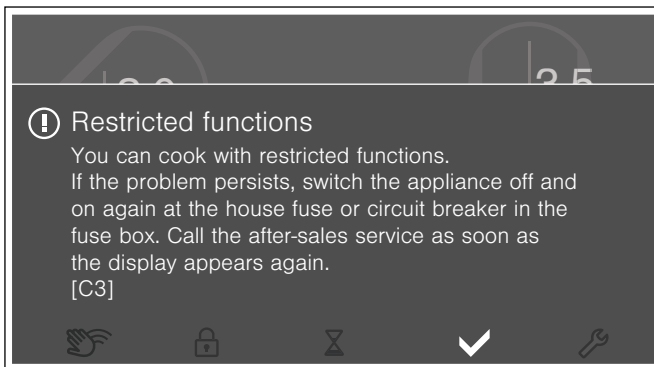 3.5
Restricted functions
You can cook with restricted functions.
If the problem persists, switch the appliance off and
on again at the house fuse or circuit breaker in the
fuse box. Call the after-sales service as soon as
the display appears again.
[C3]